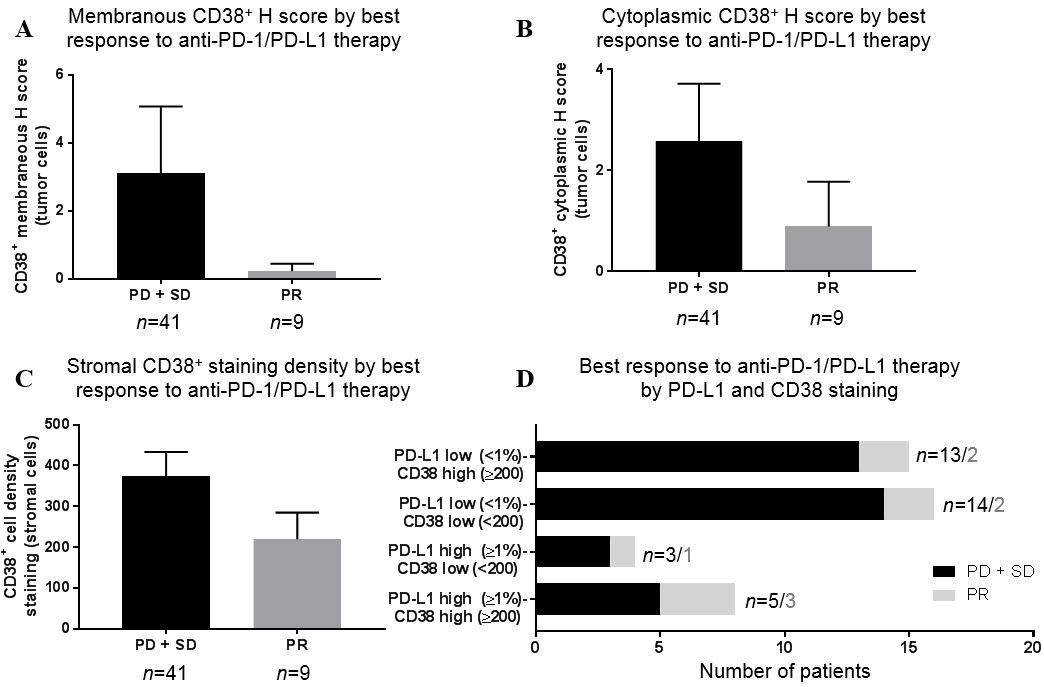 A
Membranous CD38⁺ H score by best
response to anti-PD-1/PD-L1 therapy
CD38⁺ membraneous H score
(tumor cells)
6
4
2
0
PD + SD
PR
n=41
n=9
B
Cytoplasmic CD38⁺ H score by best
response to anti-PD-1/PD-L1 therapy
CD38⁺ cytoplasmic H score
(tumor cells)
4
2
0
PD + SD
PR
n=41
n=9
C
Stromal CD38⁺ staining density by best
response to anti-PD-1/PD-L1 therapy
CD38⁺ cell density
staining (stromal cells)
500
400
300
200
100
0
PD + SD
PR
n=41
n=9
D
Best response to anti-PD-1/PD-L1 therapy
by PD-L1 and CD38 staining
PD-L1 low (<1%)
CD38 high (≥200)
n=13/2
PD-L1 low (<1%)
CD38 low (<200)
n=14/2
PD-L1 high (≥1%)
CD38 low (<200)
n=3/1
PD-L1 high (≥1%)
CD38 high (≥200)
n=5/3
PD + SD
PR
0
5
10
15
20
Number of patients